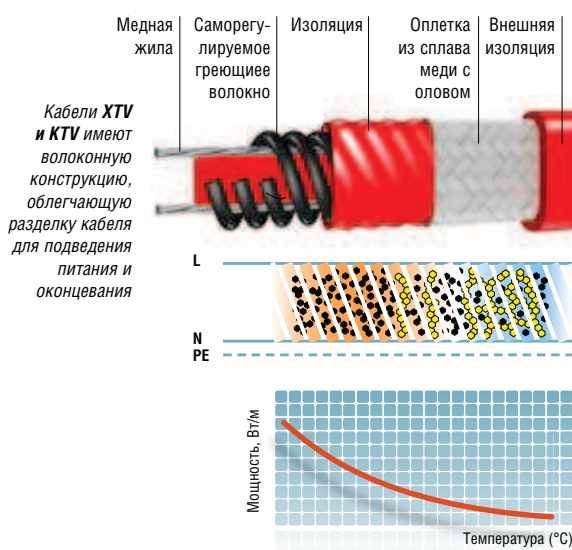 Медная
жила
Саморегу-
лируемое
греющиее
волокно
Изоляция
Оплетка
из сплава
меди с
оловом
Внешняя
изоляция
Кабели XTV
и KTV имеют
волоконную
конструкцию,
облегчающую
разделку кабеля
для подведения
питания и
оконцевания
L
N
PE
Мощность, Вт/м
Температура (°C)